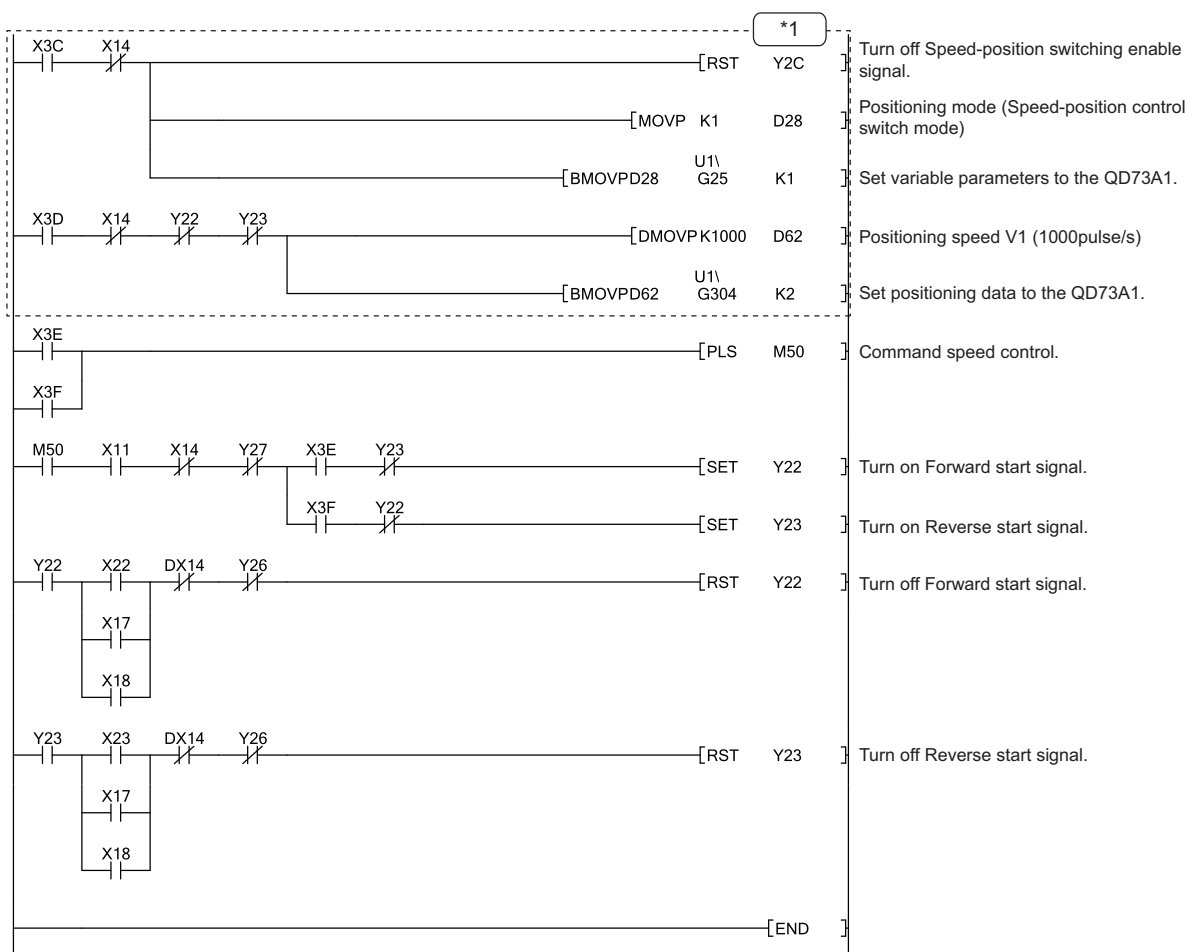 *1
X3C X14
[RST Y2C ]
Turn off Speed-position switching enable
signal.
[MOVP K1 D28 ]
Positioning mode (Speed-position control
switch mode)
U1\
[BMOVPD28 G25 K1 ]
Set variable parameters to the QD73A1.
X3D X14 Y22 Y23
[DMOVPK1000 D62 ]
Positioning speed V1 (1000pulse/s)
U1\
[BMOVPD62 G304 K2 ]
Set positioning data to the QD73A1.
X3E
[PLS M50 ]
Command speed control.
X3F
M50 X11 X14 Y27 X3E Y23
[SET Y22 ]
Turn on Forward start signal.
X3F Y22
[SET Y23 ]
Turn on Reverse start signal.
Y22 X22 DX14 Y26
[RST Y22 ]
Turn off Forward start signal.
X17
X18
Y23 X23 DX14 Y26
[RST Y23 ]
Turn off Reverse start signal.
X17
X18
[END ]